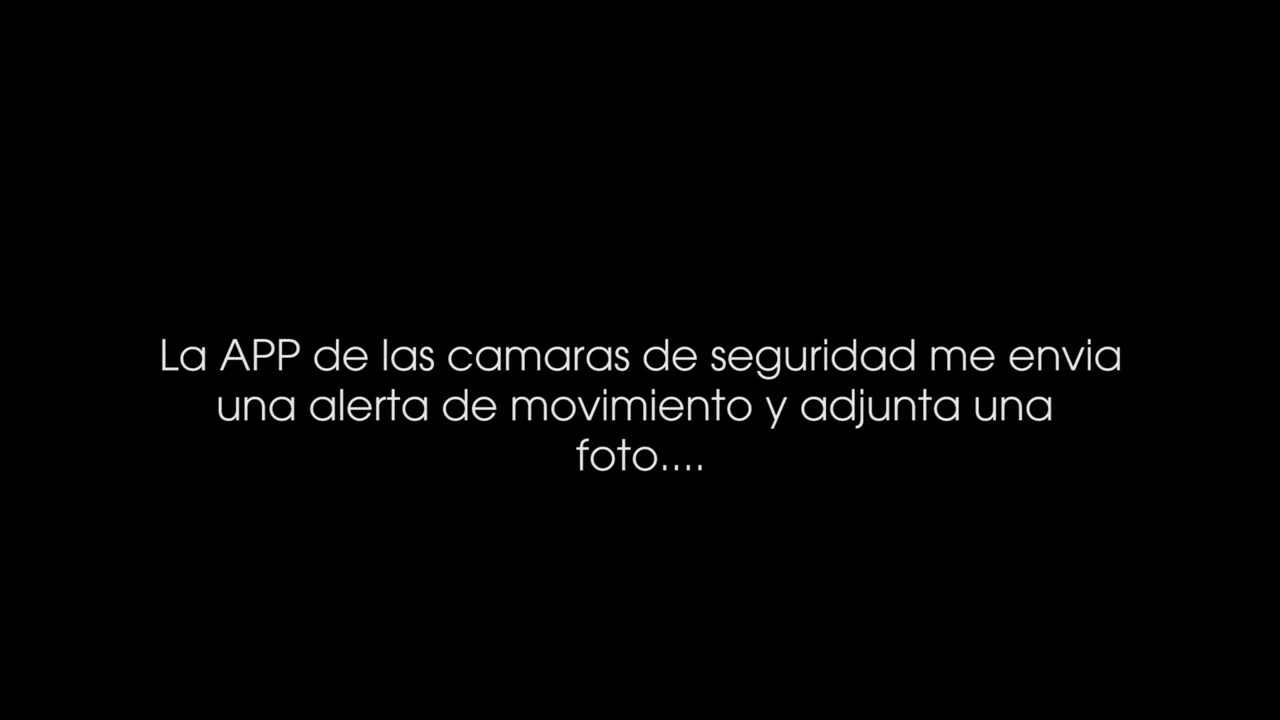 La APP de las camaras de seguridad me envia
una alerta de movimiento y adjunta una
foto....